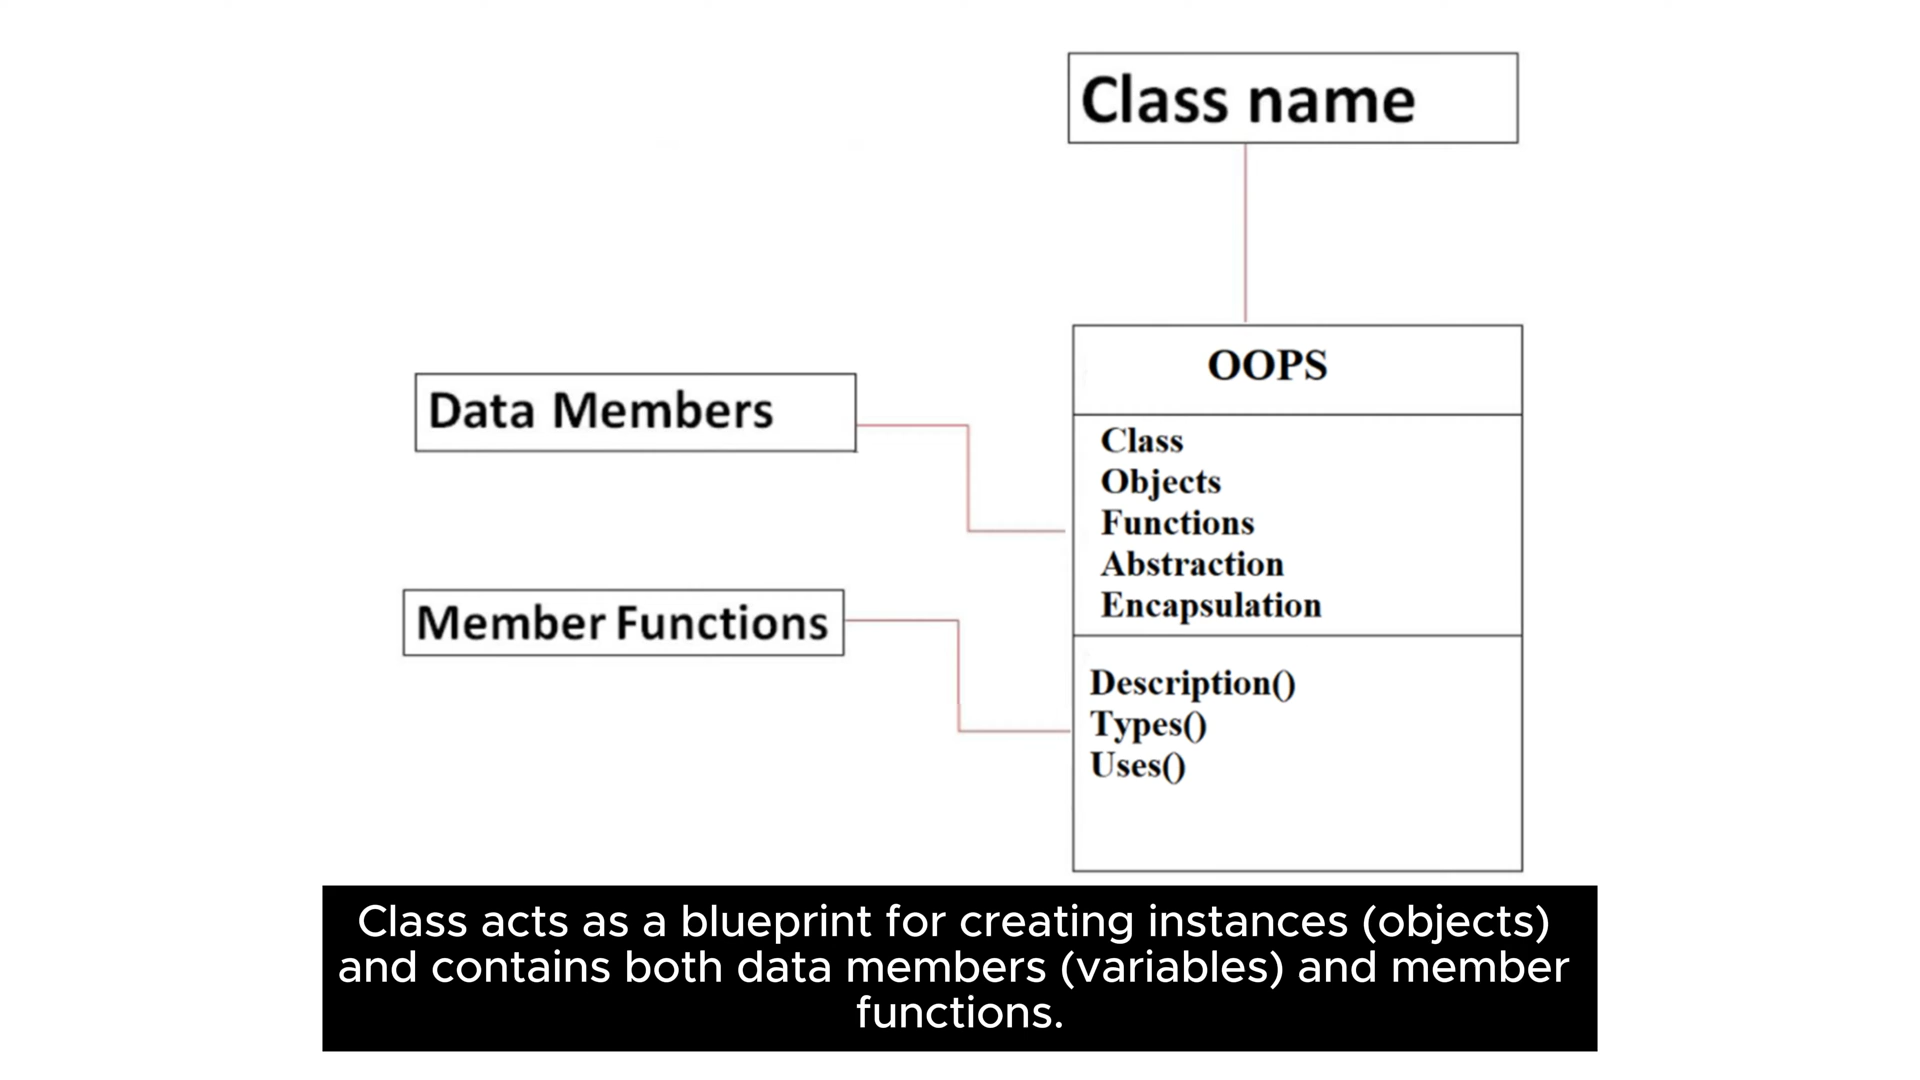 Class name
OOPS
Data Members
Class
Objects
Functions
Abstraction
Encapsulation
Member Functions
Description()
Types()
Uses()
Class acts as a blueprint for creating instances (objects)
and contains both data members (variables) and member
functions.